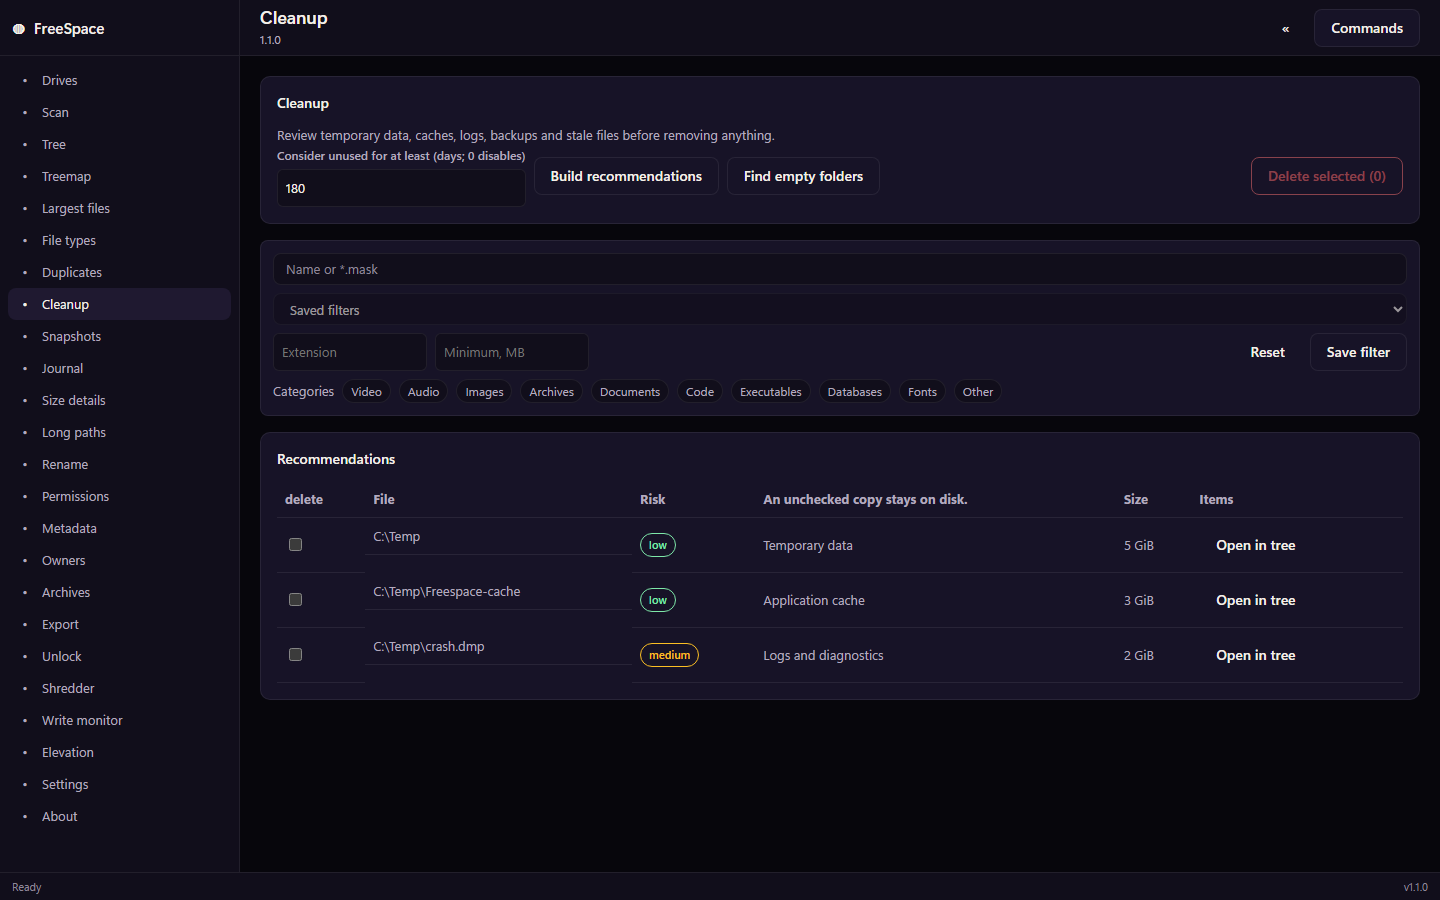 FreeSpace
Cleanup
1.1.0
«
Commands
Drives
Scan
Tree
Treemap
Largest files
File types
Duplicates
Cleanup
Snapshots
Journal
Size details
Long paths
Rename
Permissions
Metadata
Owners
Archives
Export
Unlock
Shredder
Write monitor
Elevation
Settings
About
Cleanup
Review temporary data, caches, logs, backups and stale files before removing anything.
Consider unused for at least (days; 0 disables)
180
Build recommendations
Find empty folders
Delete selected (0)
Name or *.mask
Saved filters
Extension
Minimum, MB
Reset
Save filter
Categories Video Audio Images Archives Documents Code Executables Databases Fonts Other
Recommendations
delete File Risk An unchecked copy stays on disk. Size Items
C:\Temp low Temporary data 5 GiB Open in tree
C:\Temp\Freespace-cache low Application cache 3 GiB Open in tree
C:\Temp\crash.dmp medium Logs and diagnostics 2 GiB Open in tree
Ready
v1.1.0